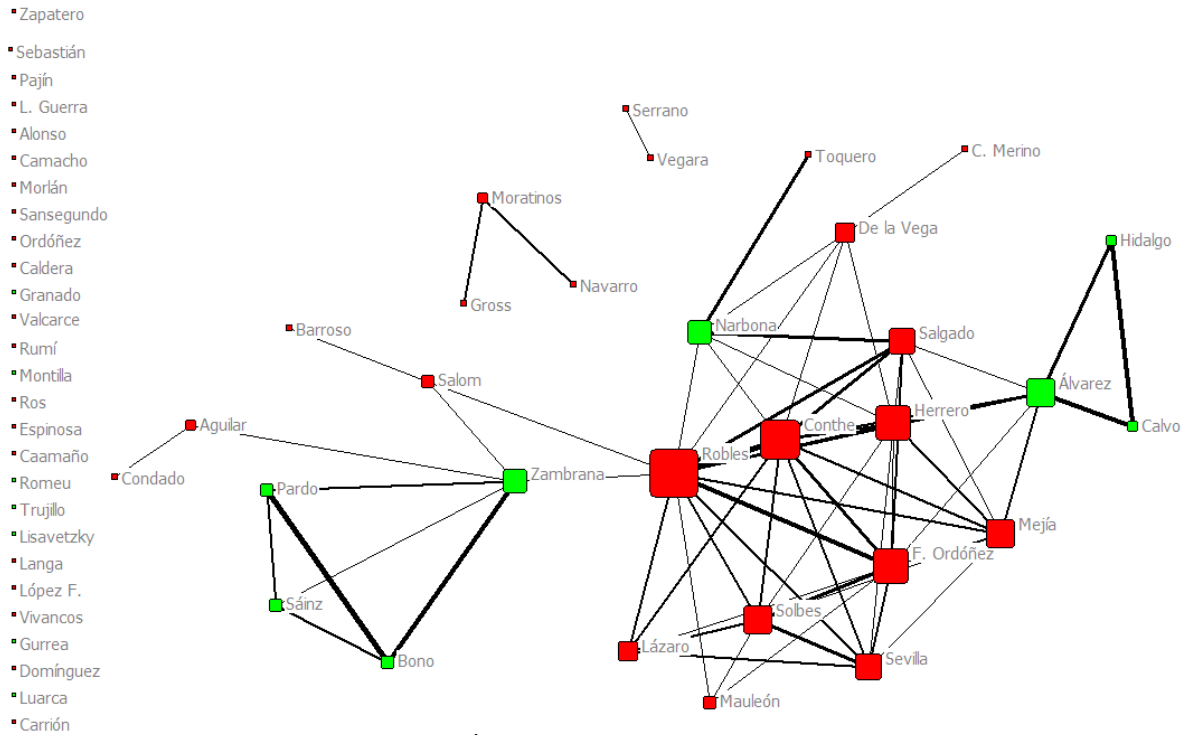 Zapatero
Sebastián
Pajín
L. Guerra
Alonso
Camacho
Morlán
Sansegundo
Ordóñez
Caldera
Granado
Valcarce
Rumí
Montilla
Ros
Espinosa
Caamaño
Romeu
Trujillo
Lisavetzky
Langa
López F.
Vivancos
Gurrea
Domínguez
Luarca
Carrión
Serrano
Vegara
Toquero
C. Merino
Moratinos
De la Vega
Hidalgo
Navarro
Gross
Barroso
Narbona
Salgado
Salom
Álvarez
Aguilar
Conthe
Herrero
Calvo
Robles
Condado
Pardo
Zambrana
Mejía
F. Ordóñez
Sáinz
Solbes
Lázaro
Bono
Sevilla
Mauleón